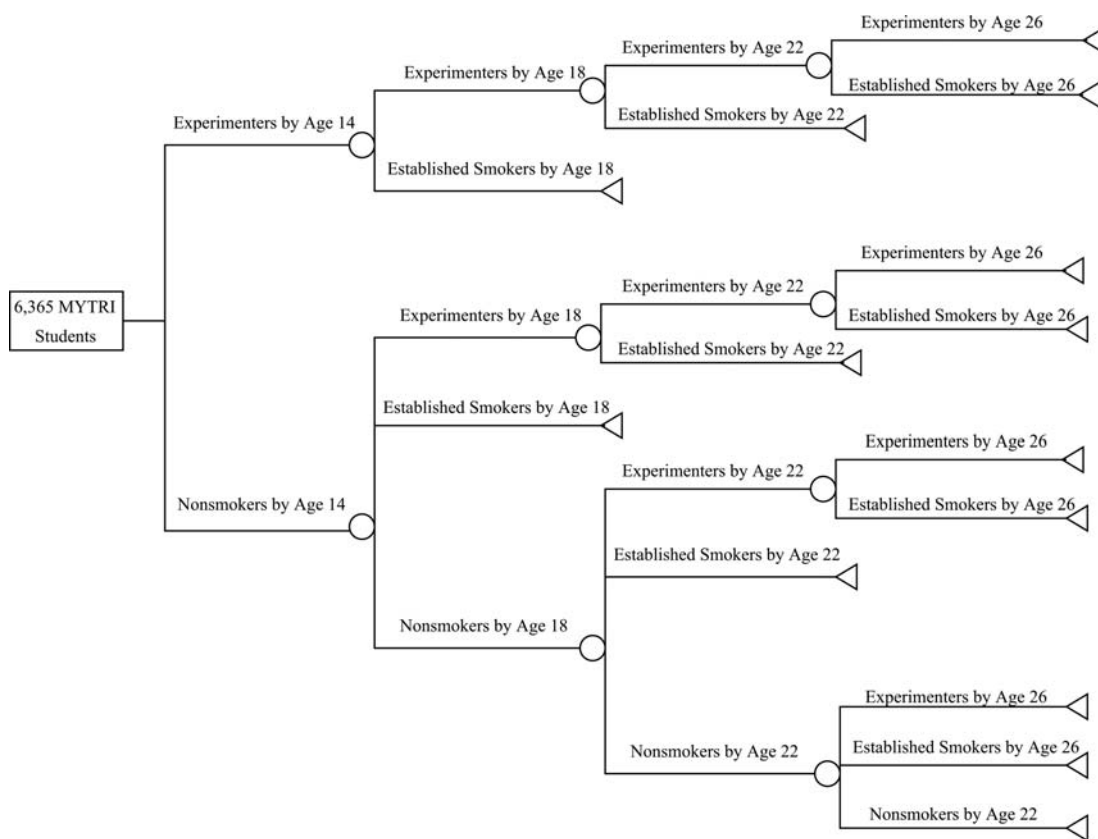 Experimenters by Age 26
Experimenters by Age 22
Experimenters by Age 18
Established Smokers by Age 26
Established Smokers by Age 22
Experimenters by Age 14
Established Smokers by Age 18
Experimenters by Age 26
Experimenters by Age 22
6,365 MYTRI
Students
Experimenters by Age 18
Established Smokers by Age 26
Established Smokers by Age 22
Established Smokers by Age 18
Experimenters by Age 26
Experimenters by Age 22
Nonsmokers by Age 14
Established Smokers by Age 26
Established Smokers by Age 22
Nonsmokers by Age 18
Experimenters by Age 26
Nonsmokers by Age 22
Established Smokers by Age 26
Nonsmokers by Age 22